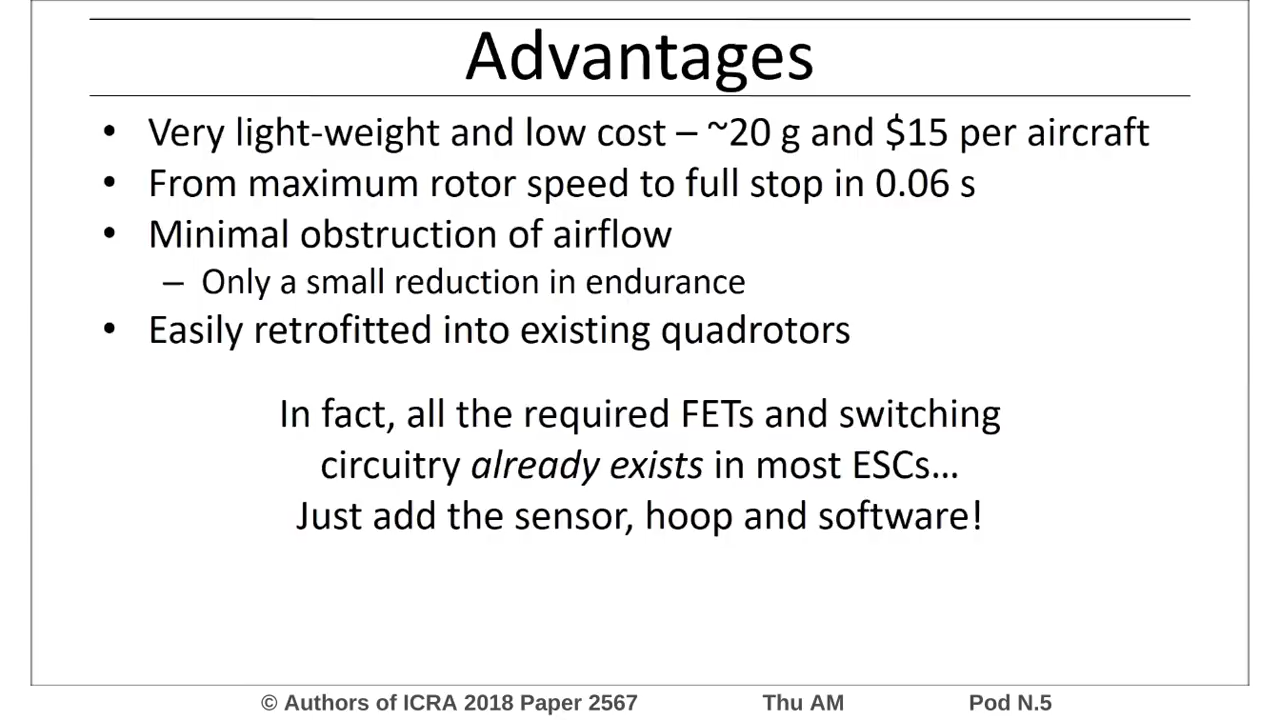 Advantages
• Very light-weight and low cost – ~20 g and $15 per aircraft
• From maximum rotor speed to full stop in 0.06 s
• Minimal obstruction of airflow
– Only a small reduction in endurance
• Easily retrofitted into existing quadrotors
In fact, all the required FETs and switching
circuitry already exists in most ESCs…
Just add the sensor, hoop and software!
© Authors of ICRA 2018 Paper 2567 Thu AM Pod N.5